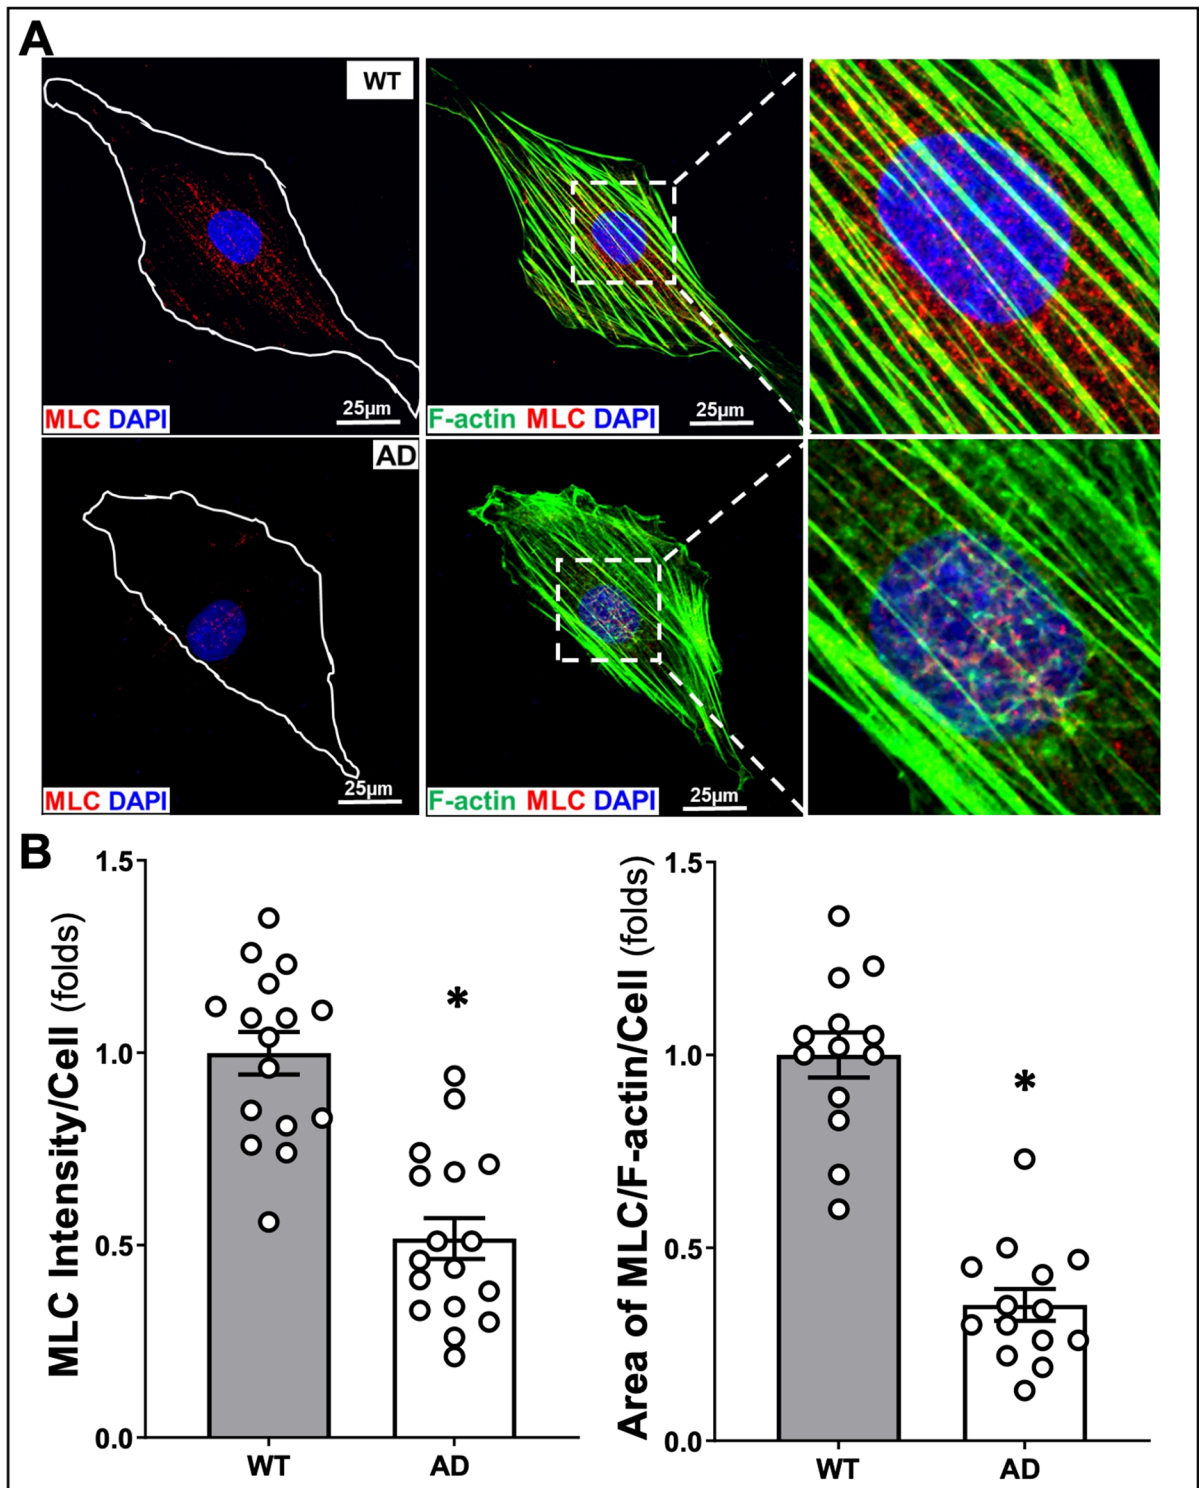 A
WT
MLC DAPI
25µm
F-actin MLC DAPI
25µm
AD
MLC DAPI
25µm
F-actin MLC DAPI
25µm
B
MLC Intensity/Cell (folds)
1.5
1.0
0.5
0.0
*
WT
AD
Area of MLC/F-actin/Cell (folds)
1.5
1.0
0.5
0.0
*
WT
AD